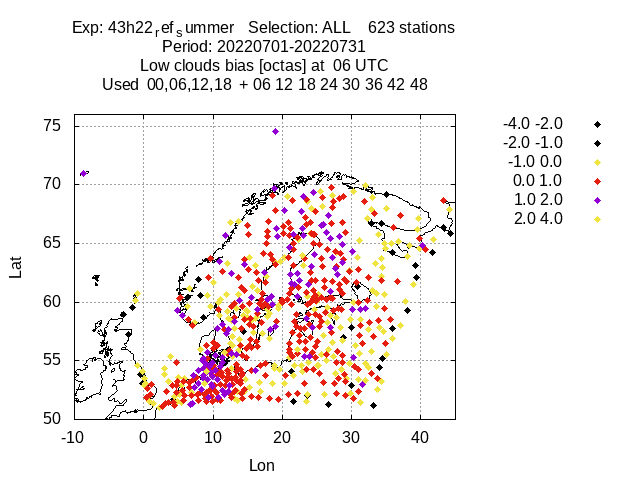 Exp: 43h22refsummer Selection: ALL 623 stations
Period: 20220701-20220731
Low clouds bias [octas] at 06 UTC
Used 00,06,12,18 + 06 12 18 24 30 36 42 48
-4.0 -2.0
-2.0 -1.0
-1.0 0.0
0.0 1.0
1.0 2.0
2.0 4.0
75
70
65
60
55
50
Lat
-10 0 10 20 30 40
Lon